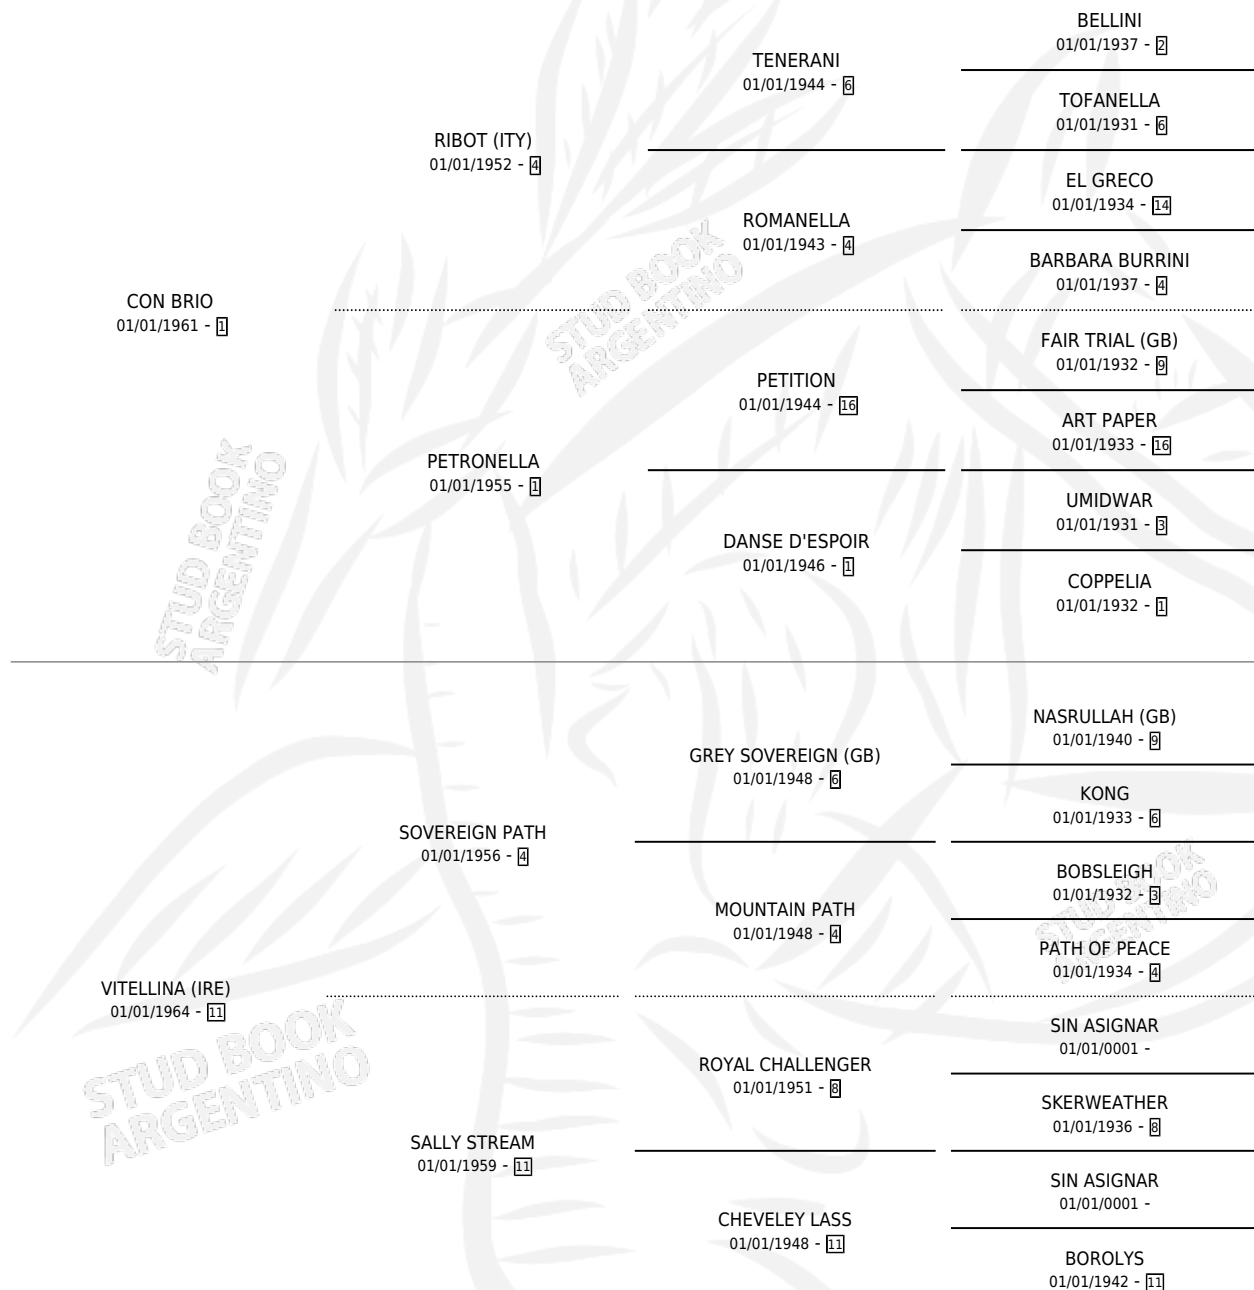 BELLINI
01/01/1937 - 2
TENERANI
01/01/1944 - 6
TOFANELLA
01/01/1931 - 6
RIBOT (ITY)
01/01/1952 - 4
EL GRECO
01/01/1934 - 14
ROMANELLA
01/01/1943 - 4
BARBARA BURRINI
01/01/1937 - 4
CON BRIO
01/01/1961 - 1
FAIR TRIAL (GB)
01/01/1932 - 9
PETITION
01/01/1944 - 16
ART PAPER
01/01/1933 - 16
PETRONELLA
01/01/1955 - 1
UMIDWAR
01/01/1931 - 3
DANSE D'ESPOIR
01/01/1946 - 1
COPPELIA
01/01/1932 - 1
NASRULLAH (GB)
01/01/1940 - 9
GREY SOVEREIGN (GB)
01/01/1948 - 6
KONG
01/01/1933 - 6
SOVEREIGN PATH
01/01/1956 - 4
BOBSLEIGH
01/01/1932 - 3
MOUNTAIN PATH
01/01/1948 - 4
PATH OF PEACE
01/01/1934 - 4
VITELLINA (IRE)
01/01/1964 - 11
SIN ASIGNAR
01/01/0001 -
ROYAL CHALLENGER
01/01/1951 - 8
SKERWEATHER
01/01/1936 - 8
SALLY STREAM
01/01/1959 - 11
SIN ASIGNAR
01/01/0001 -
CHEVELEY LASS
01/01/1948 - 11
BOROLYS
01/01/1942 - 11
STUD BOOK
ARGENTINO
STUD BOOK
ARGENTINO
STUD BOOK
ARGENTINO
STUD BOOK
ARGENTINO